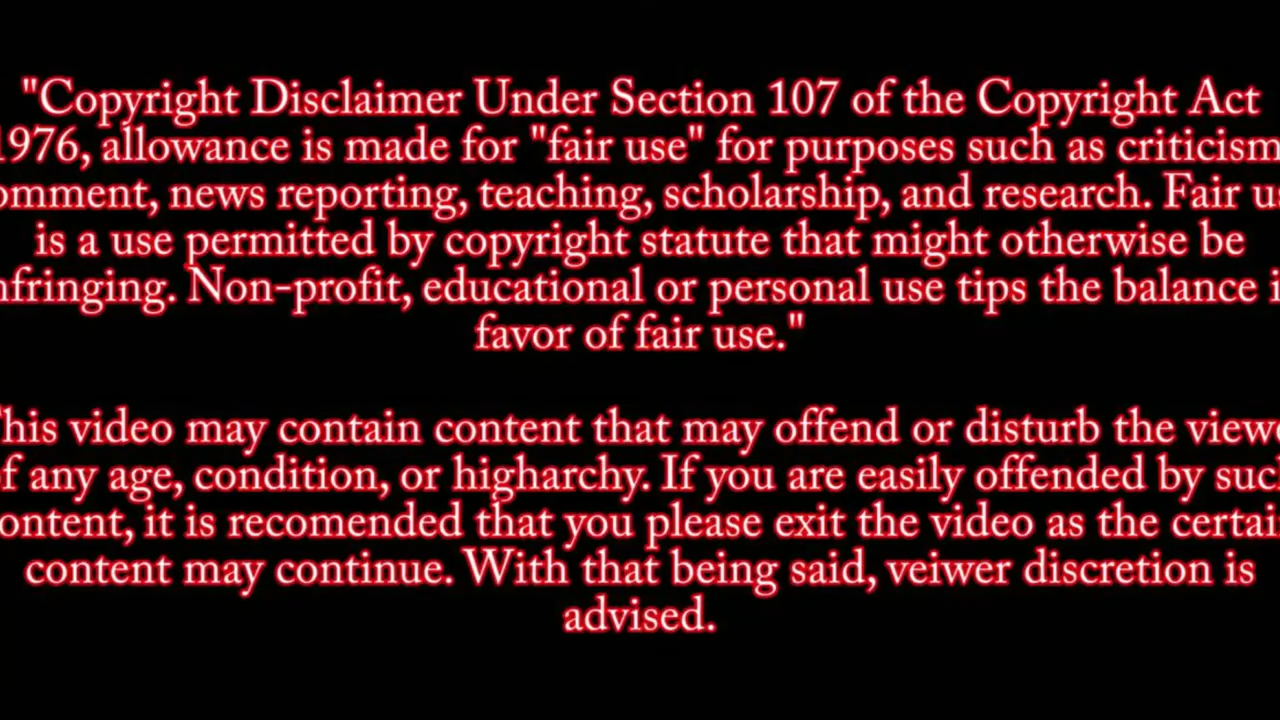 "Copyright Disclaimer Under Section 107 of the Copyright Act
1976, allowance is made for "fair use" for purposes such as criticism
omment, news reporting, teaching, scholarship, and research. Fair u
is a use permitted by copyright statute that might otherwise be
nfringing. Non-profit, educational or personal use tips the balance i
favor of fair use."
his video may contain content that may offend or disturb the viewe
f any age, condition, or higharchy. If you are easily offended by suc
ontent, it is recomended that you please exit the video as the certai
content may continue. With that being said, veiwer discretion is
advised.